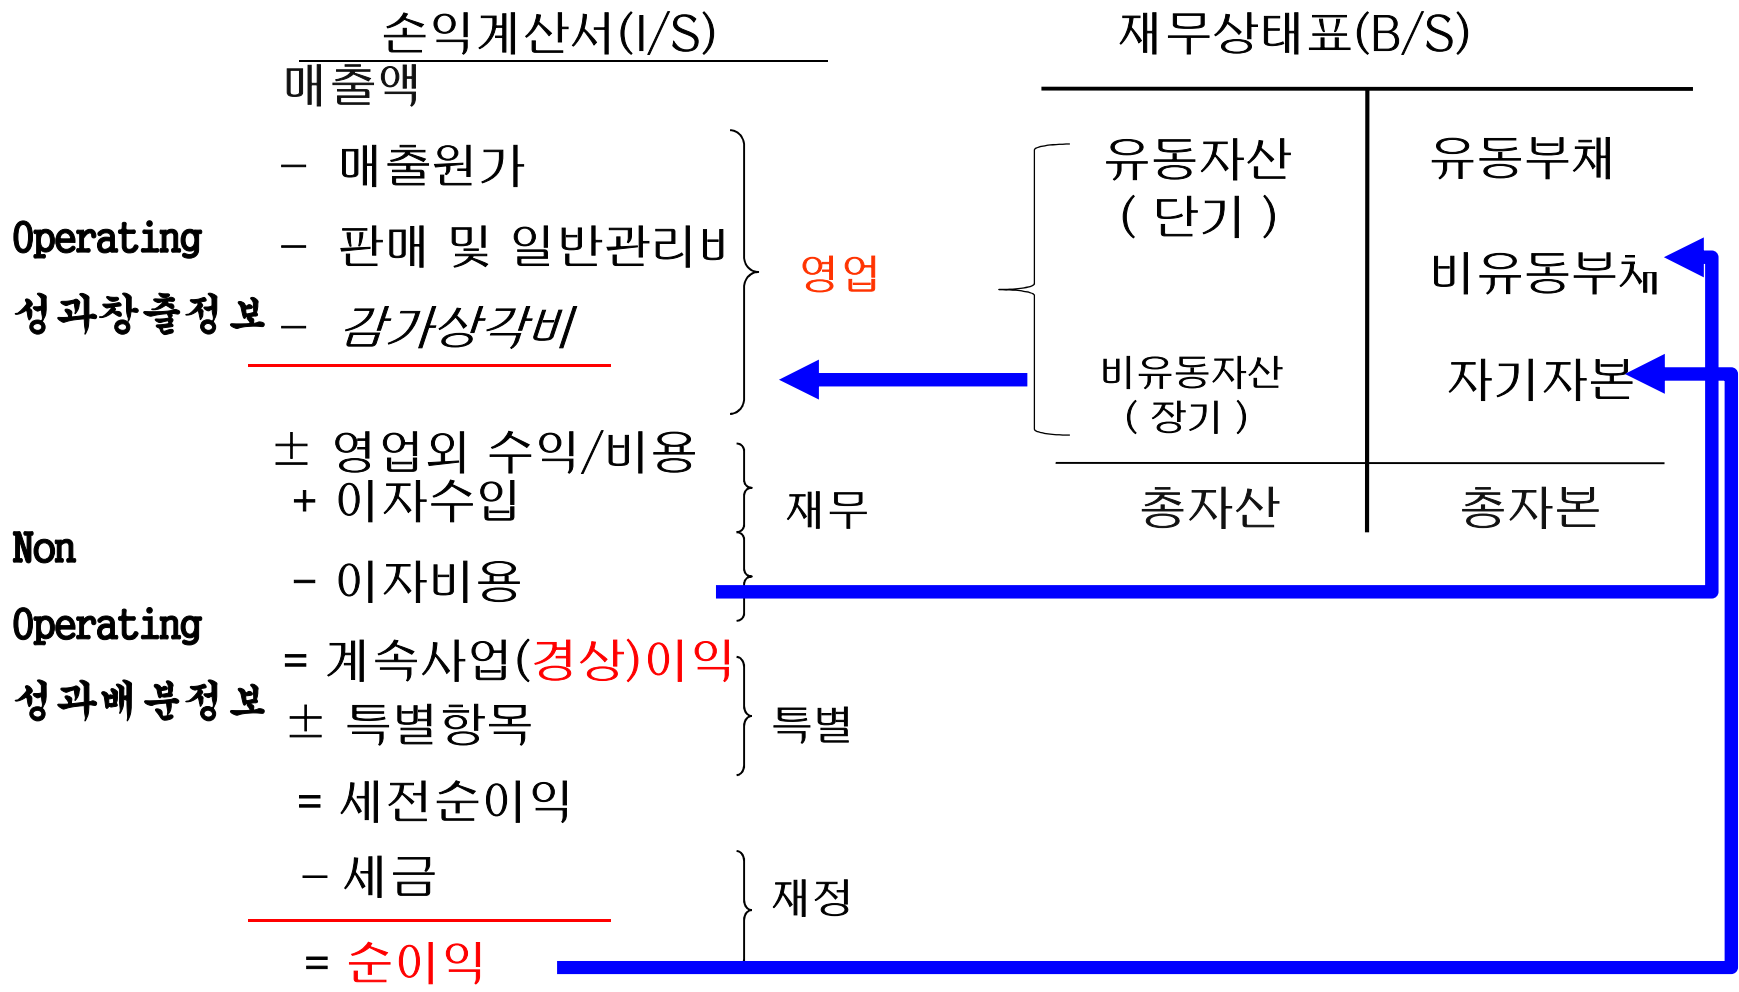 손익계산서(I/S)
매출액
− 매출원가
− 판매 및 일반관리비
− 감가상각비
Operating
성과창출정보
영업
± 영업외 수익/비용
+ 이자수입
− 이자비용
재무
= 계속사업(경상)이익
± 특별항목
특별
= 세전순이익
− 세금
재정
= 순이익
Non
Operating
성과배분정보
재무상태표(B/S)
유동자산
( 단기 )
비유동자산
( 장기 )
총자산
유동부채
비유동부채
자기자본
총자본